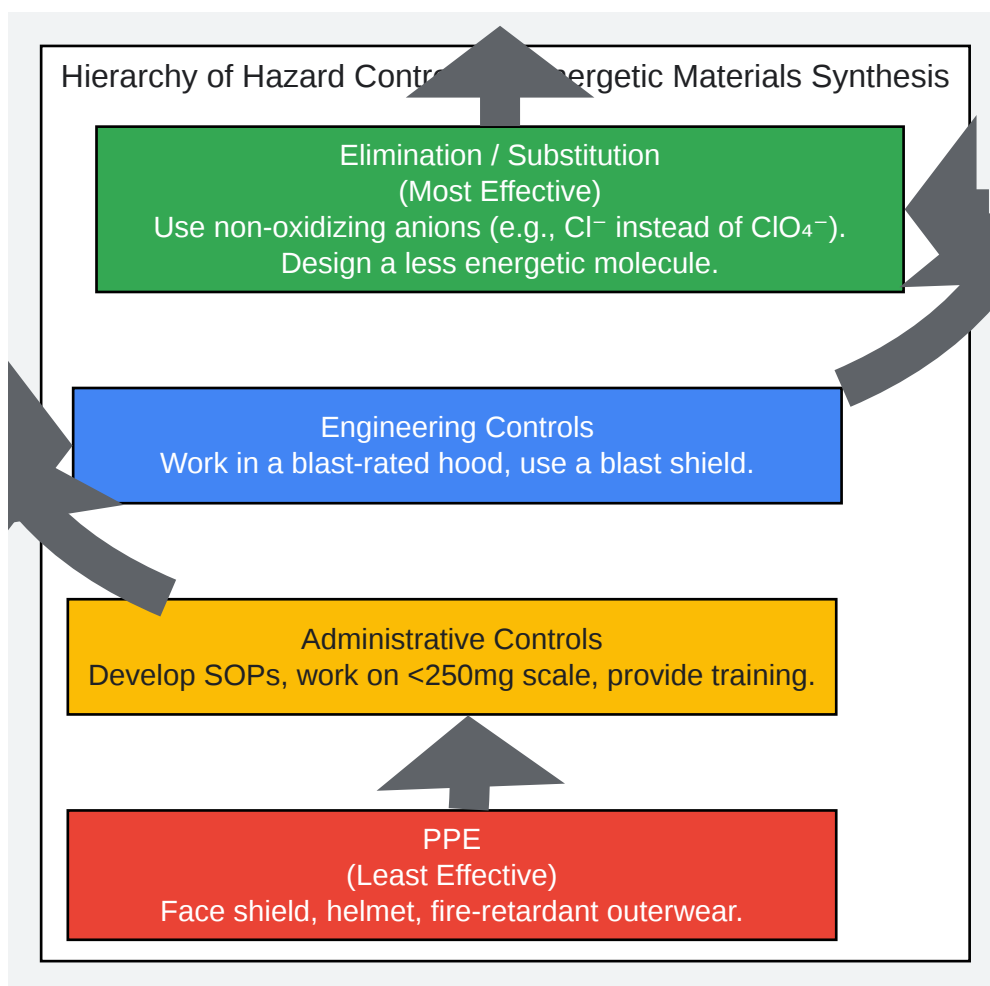 Hierarchy of Hazard Contr ergetic Materials Synthesis
Elimination / Substitution
(Most Effective)
Use non-oxidizing anions (e.g., Cl⁻ instead of ClO₄⁻).
Design a less energetic molecule.
Engineering Controls
Work in a blast-rated hood, use a blast shield.
Administrative Controls
Develop SOPs, work on <250mg scale, provide training.
PPE
(Least Effective)
Face shield, helmet, fire-retardant outerwear.